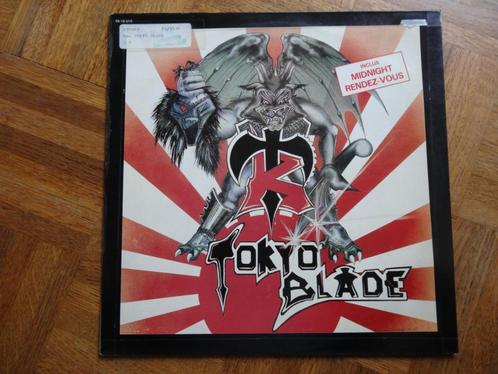 INCLUS
MIDNIGHT
RENDEZ-VOUS
TOKYO
BLADE